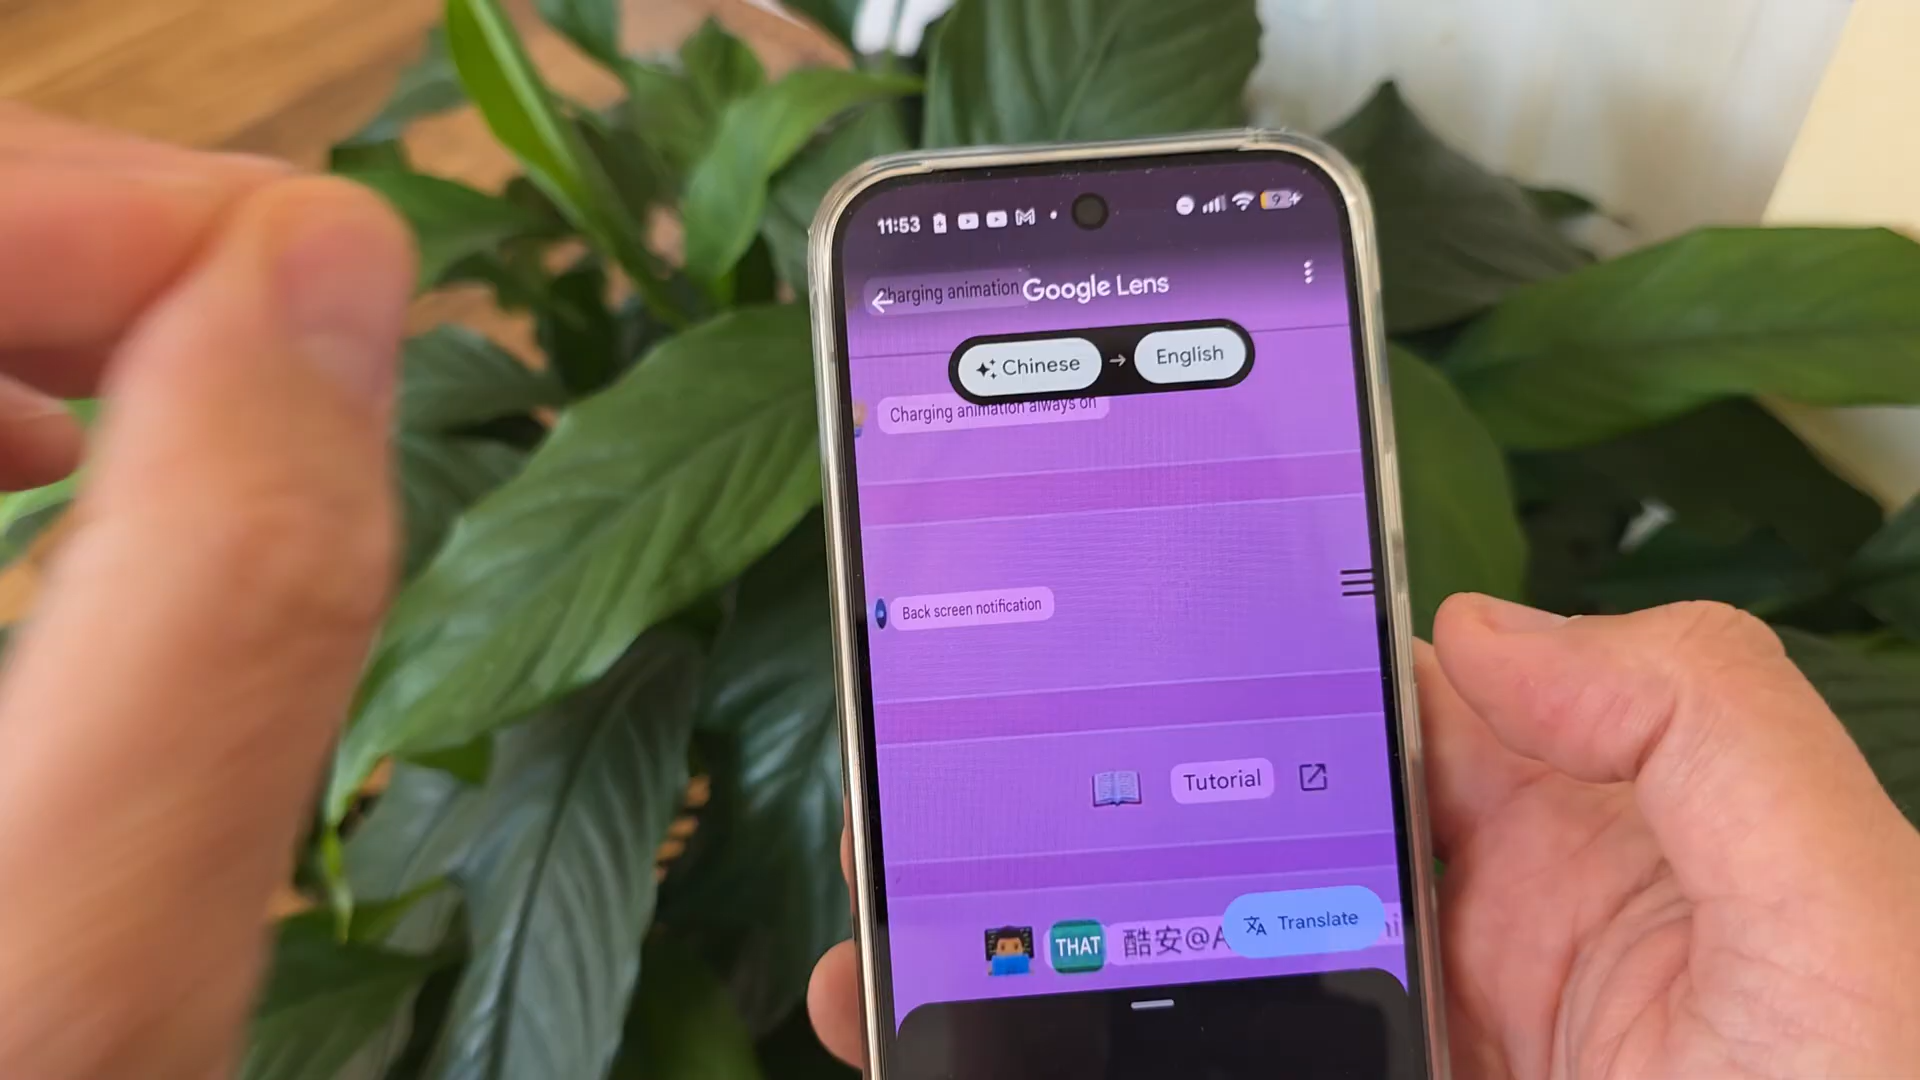 11:53
9
Charging animation
Google Lens
Chinese → English
Charging animation always on
Back screen notification
Tutorial
THAT 酷安@A
Translate